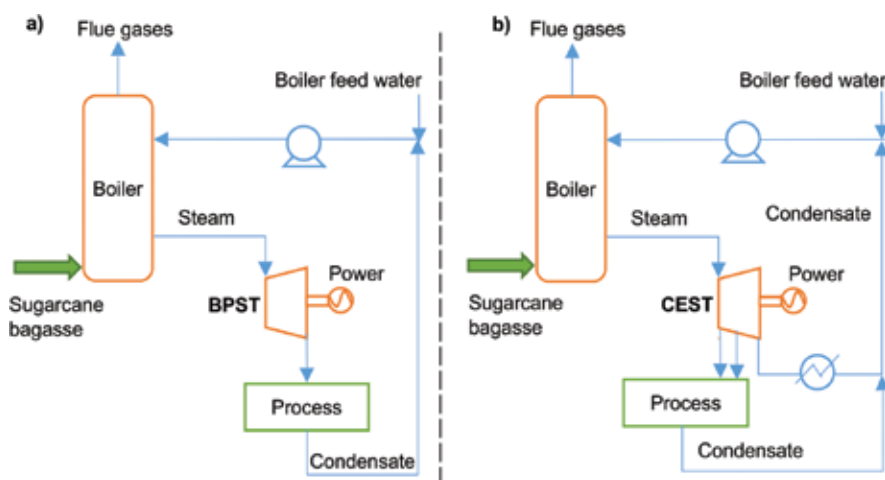 a)
Flue gases
Boiler feed water
Boiler
Steam
Sugarcane
bagasse
BPST
Power
Process
Condensate
b)
Flue gases
Boiler feed water
Boiler
Steam
Condensate
Sugarcane
bagasse
CEST
Power
Process
Condensate